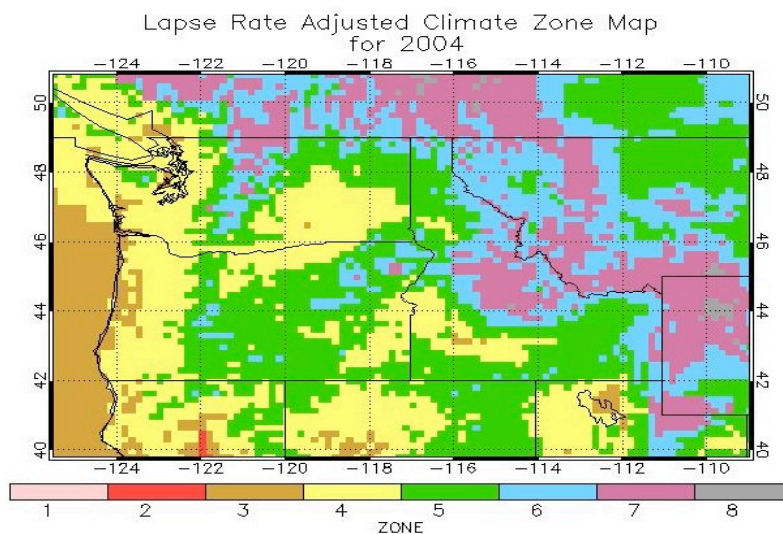 Lapse Rate Adjusted Climate Zone Map
for 2004
−124 −122 −120 −118 −116 −114 −112 −110
50 50
48 48
46 46
44 44
42 42
40 40
−124 −122 −120 −118 −116 −114 −112 −110
1 2 3 4 5 6 7 8
ZONE